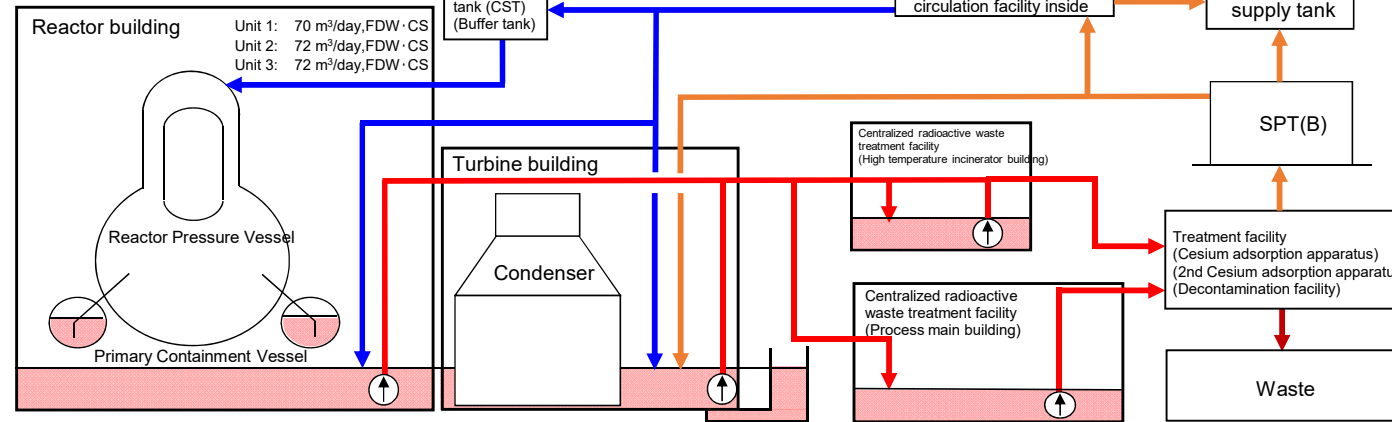 tank (CST)
(Buffer tank)
circulation facility inside
supply tank
Reactor building
Unit 1: 70 m³/day,FDW･CS
Unit 2: 72 m³/day,FDW･CS
Unit 3: 72 m³/day,FDW･CS
SPT(B)
Centralized radioactive waste
treatment facility
(High temperature incinerator building)
Turbine building
Reactor Pressure Vessel
Condenser
Treatment facility
(Cesium adsorption apparatus)
(2nd Cesium adsorption
(Decontamination facility)
Centralized radioactive
waste treatment facility
(Process main building)
Primary Containment Vessel
Waste